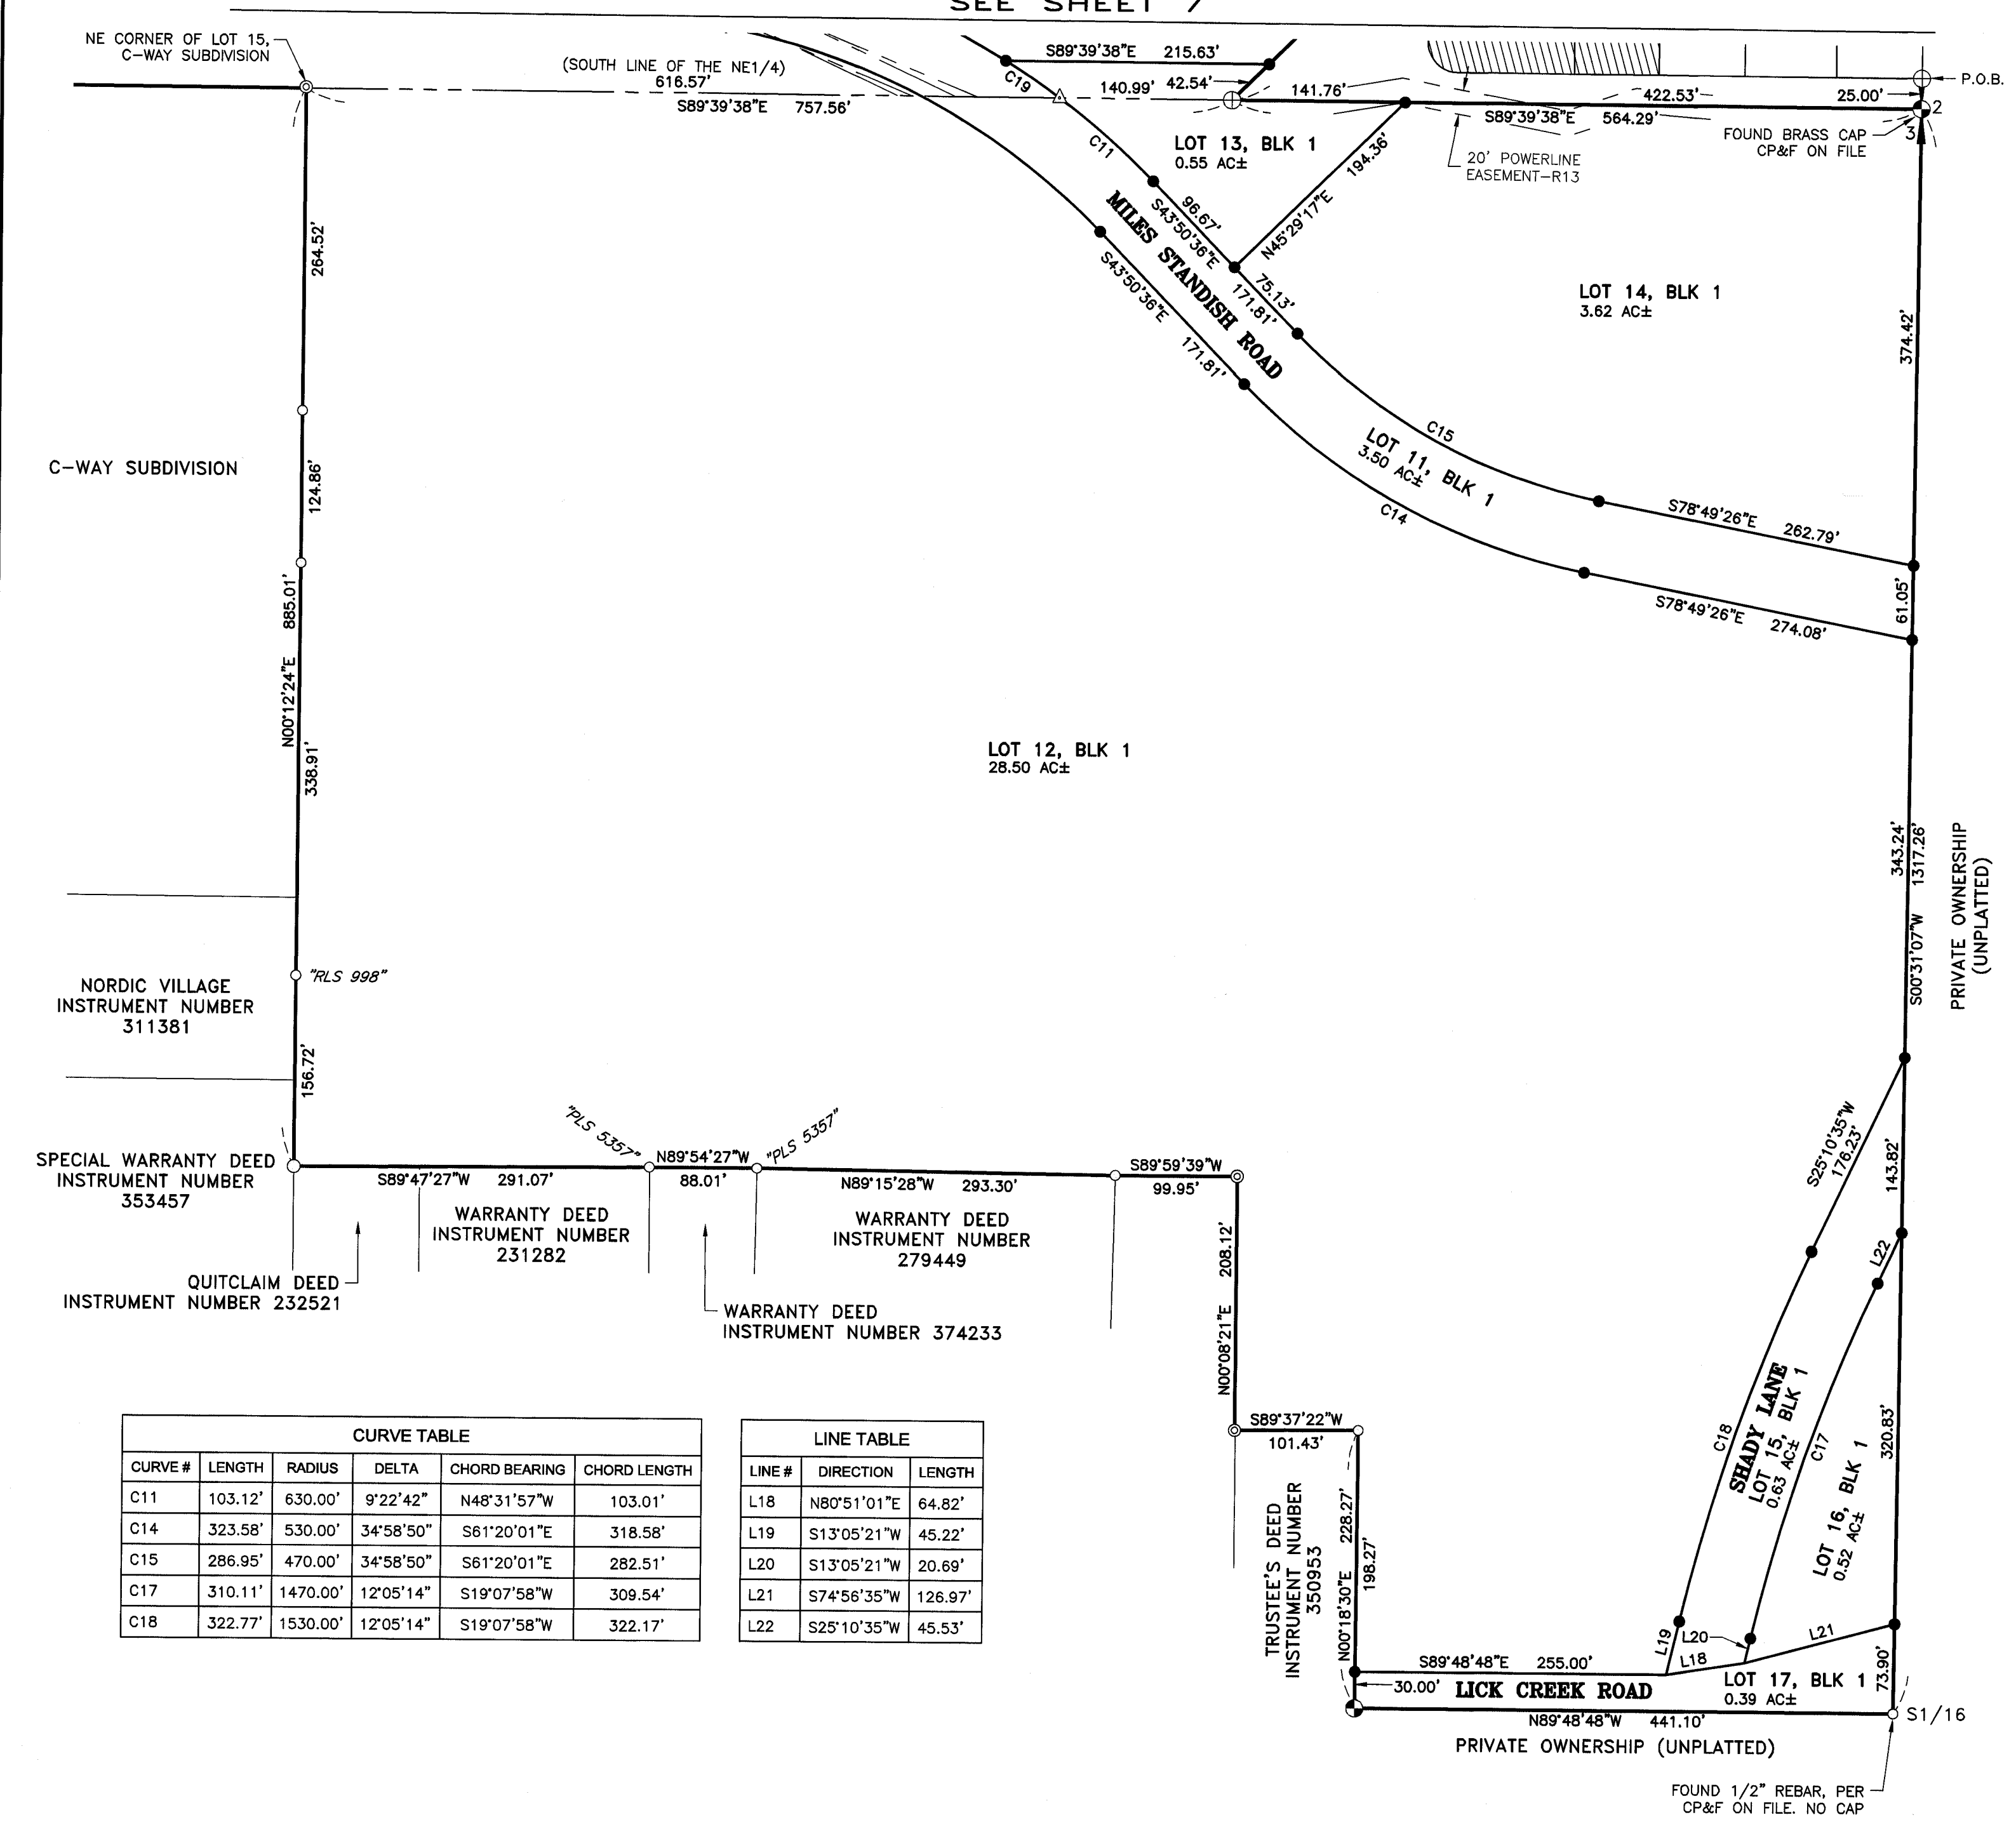 SEE SHEET 7
NE CORNER OF LOT 15,
C-WAY SUBDIVISION
(SOUTH LINE OF THE NE1/4)
616.57'
S89°39'38"E 757.56'
S89°39'38"E 215.63'
C19
140.99' 42.54'
141.76'
422.53'
25.00'
P.O.B.
S89°39'38"E 564.29'
2
3
FOUND BRASS CAP
CP&F ON FILE
20' POWERLINE
EASEMENT-R13
C11
LOT 13, BLK 1
0.55 AC±
96.67'
S43°50'36"E
N45°29'17"E 194.36'
MILES STANDISH ROAD
75.13'
171.81'
S43°50'36"E 171.81'
LOT 14, BLK 1
3.62 AC±
264.52'
374.42'
C-WAY SUBDIVISION
124.86'
C15
LOT 11, BLK 1
3.50 AC±
C14
S78°49'26"E 262.79'
S78°49'26"E 274.08'
61.05'
N00°12'24"E 885.01'
338.91'
LOT 12, BLK 1
28.50 AC±
343.24'
S00°31'07"W 1317.26'
PRIVATE OWNERSHIP
(UNPLATTED)
"RLS 998"
NORDIC VILLAGE
INSTRUMENT NUMBER
311381
156.72'
SPECIAL WARRANTY DEED
INSTRUMENT NUMBER
353457
"PLS 5357"
"PLS 5357"
S89°47'27"W 291.07'
N89°54'27"W
88.01'
N89°15'28"W 293.30'
S89°59'39"W
99.95'
WARRANTY DEED
INSTRUMENT NUMBER
231282
WARRANTY DEED
INSTRUMENT NUMBER
279449
QUITCLAIM DEED
INSTRUMENT NUMBER 232521
WARRANTY DEED
INSTRUMENT NUMBER 374233
N00°08'21"E 208.12'
S89°37'22"W
101.43'
S25°10'35"W
176.23'
143.82'
L22
C18
SHADY LANE
LOT 15, BLK 1
0.63 AC±
C17
LOT 16, BLK 1
0.52 AC±
320.83'
TRUSTEE'S DEED
INSTRUMENT NUMBER
350953
N00°18'30"E 228.27'
198.27'
L19
L20
L18
L21
S89°48'48"E 255.00'
30.00'
LICK CREEK ROAD
LOT 17, BLK 1
0.39 AC±
73.90'
S1/16
N89°48'48"W 441.10'
PRIVATE OWNERSHIP (UNPLATTED)
FOUND 1/2" REBAR, PER
CP&F ON FILE. NO CAP
CURVE TABLE
CURVE # LENGTH RADIUS DELTA CHORD BEARING CHORD LENGTH
C11 103.12' 630.00' 9°22'42" N48°31'57"W 103.01'
C14 323.58' 530.00' 34°58'50" S61°20'01"E 318.58'
C15 286.95' 470.00' 34°58'50" S61°20'01"E 282.51'
C17 310.11' 1470.00' 12°05'14" S19°07'58"W 309.54'
C18 322.77' 1530.00' 12°05'14" S19°07'58"W 322.17'
LINE TABLE
LINE # DIRECTION LENGTH
L18 N80°51'01"E 64.82'
L19 S13°05'21"W 45.22'
L20 S13°05'21"W 20.69'
L21 S74°56'35"W 126.97'
L22 S25°10'35"W 45.53'